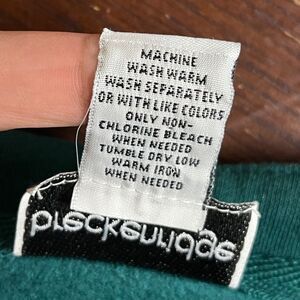 MACHINE
WASH WARM
WASH SEPARATELY
OR WITH LIKE COLORS
ONLY NON-
CHLORINE BLEACH
WHEN NEEDED
TUMBLE DRY LOW
WARM IRON
WHEN NEEDED
breckenridge